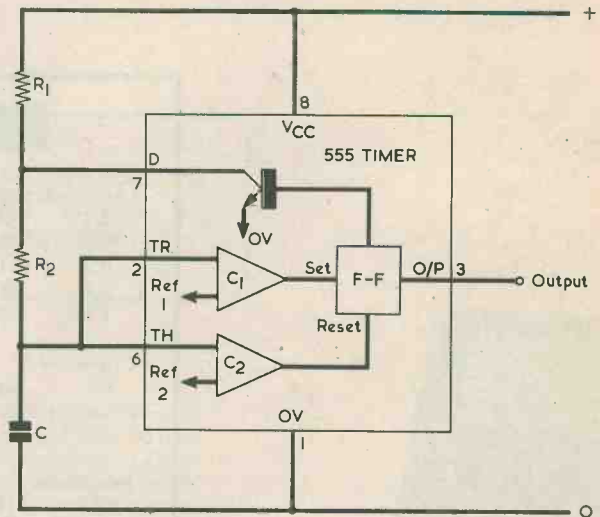 +
R1
8
VCC
555 TIMER
D
7
OV
R2
TR
2
C1
Set
F-F
O/P
3
Output
Ref
1
Reset
TH
6
C2
Ref
2
C
OV
1
O